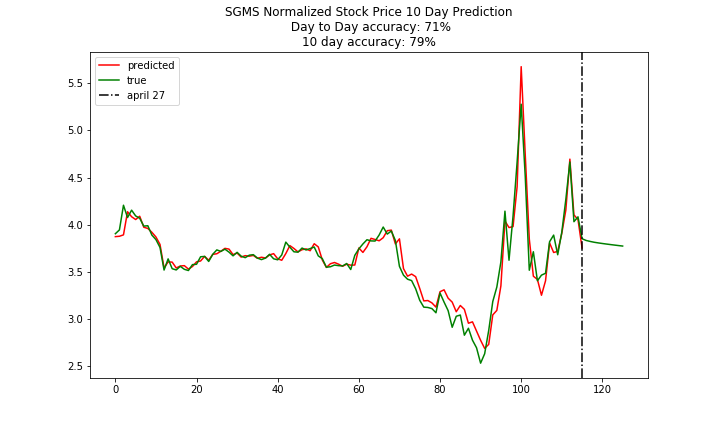 SGMS Normalized Stock Price 10 Day Prediction
Day to Day accuracy: 71%
10 day accuracy: 79%
predicted
true
april 27
5.5
5.0
4.5
4.0
3.5
3.0
2.5
0 20 40 60 80 100 120